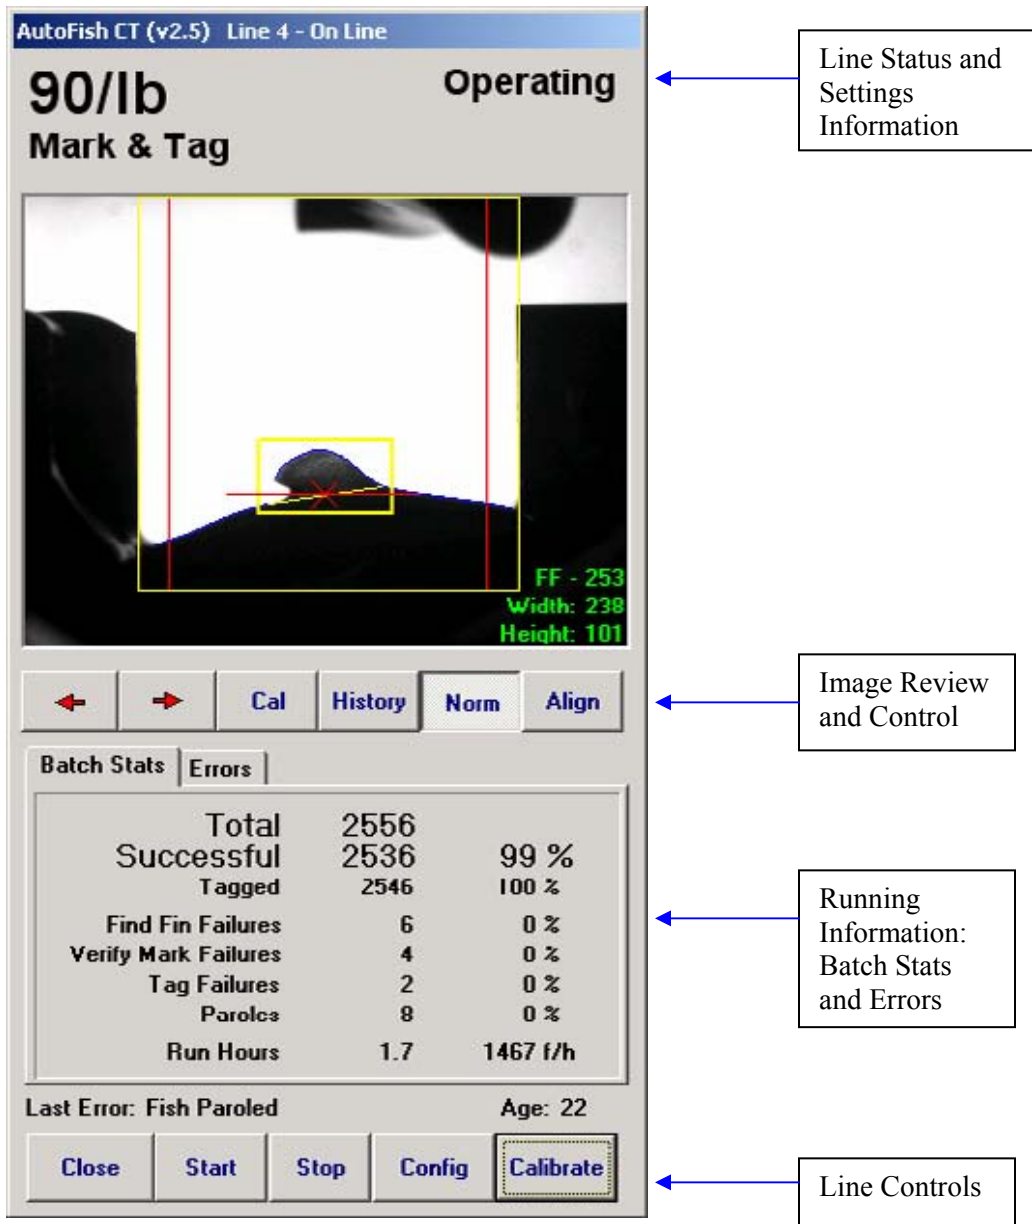 AutoFish CT (v2.5) Line 4 - On Line
90/lb
Operating
Mark & Tag
FF - 253
Width: 238
Height: 101
Cal History Norm Align
Batch Stats Errors
Total 2556
Successful 2536 99 %
Tagged 2546 100 %
Find Fin Failures 6 0 %
Verify Mark Failures 4 0 %
Tag Failures 2 0 %
Paroles 8 0 %
Run Hours 1.7 1467 f/h
Last Error: Fish Paroled Age: 22
Close Start Stop Config Calibrate
Line Status and
Settings
Information
Image Review
and Control
Running
Information:
Batch Stats
and Errors
Line Controls